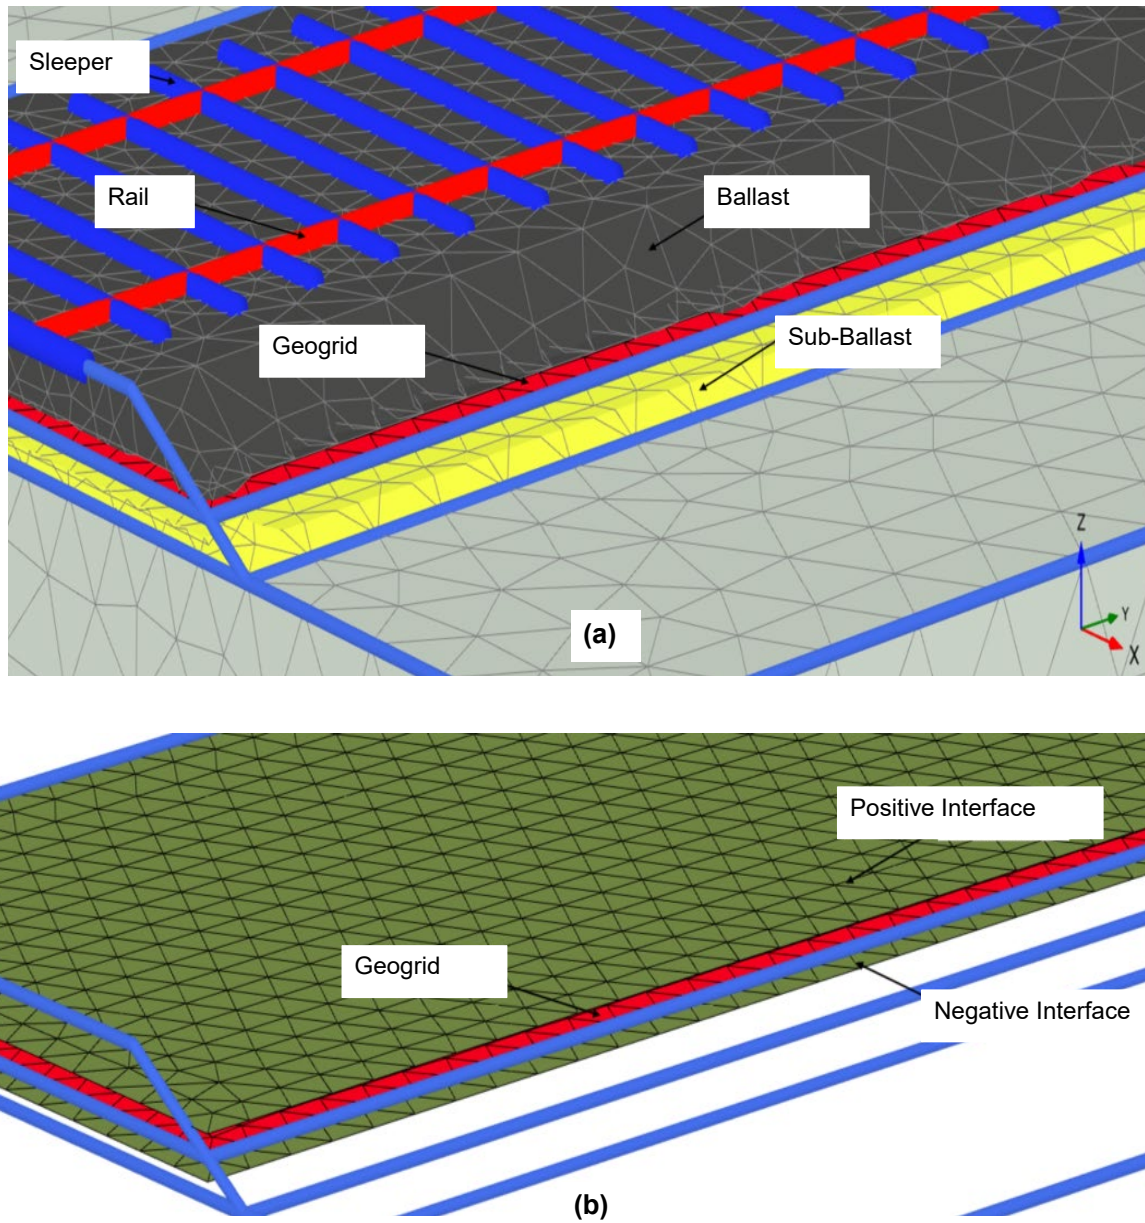 Sleeper
Rail
Ballast
Geogrid
Sub-Ballast
Z
Y
X
(a)
Positive Interface
Geogrid
Negative Interface
(b)